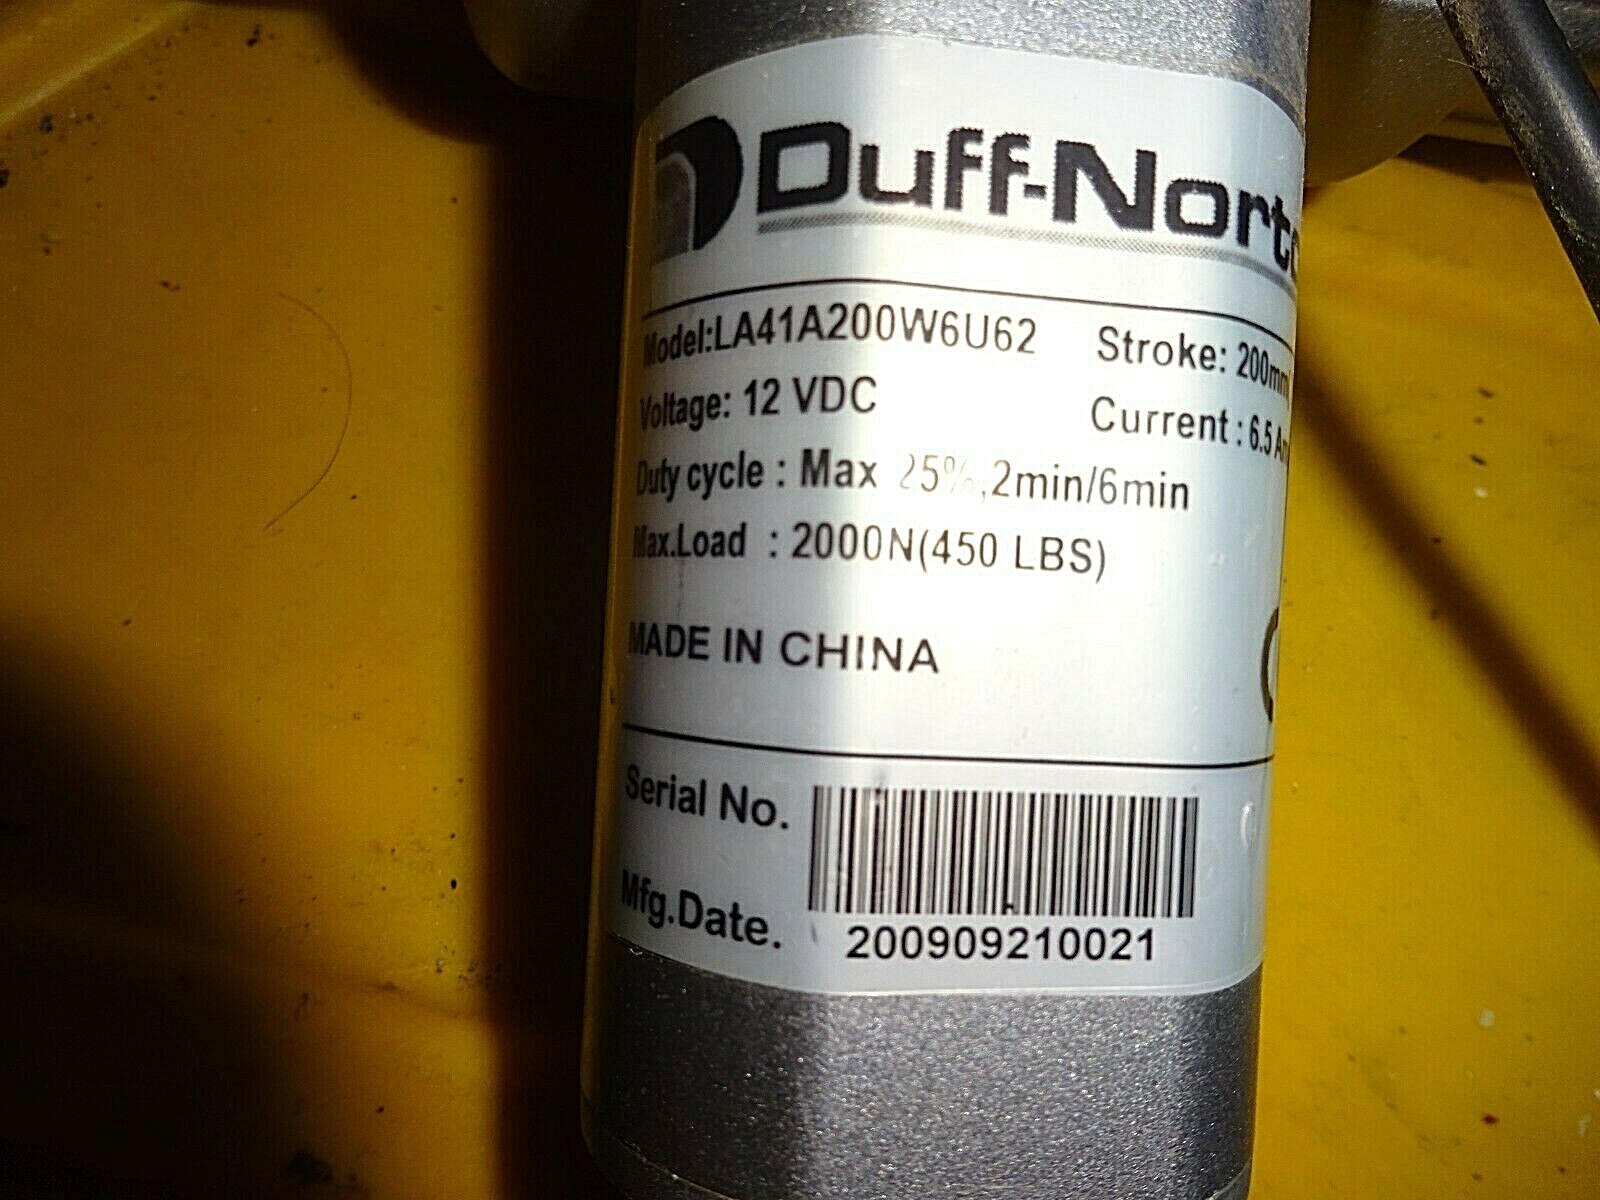 Duff-Norto
Model:LA41A200W6U62 Stroke: 200mm
Voltage: 12 VDC Current : 6.5 Am
Duty cycle : Max 25%,2min/6min
Max.Load : 2000N(450 LBS)
MADE IN CHINA
Serial No.
Mfg.Date.
200909210021